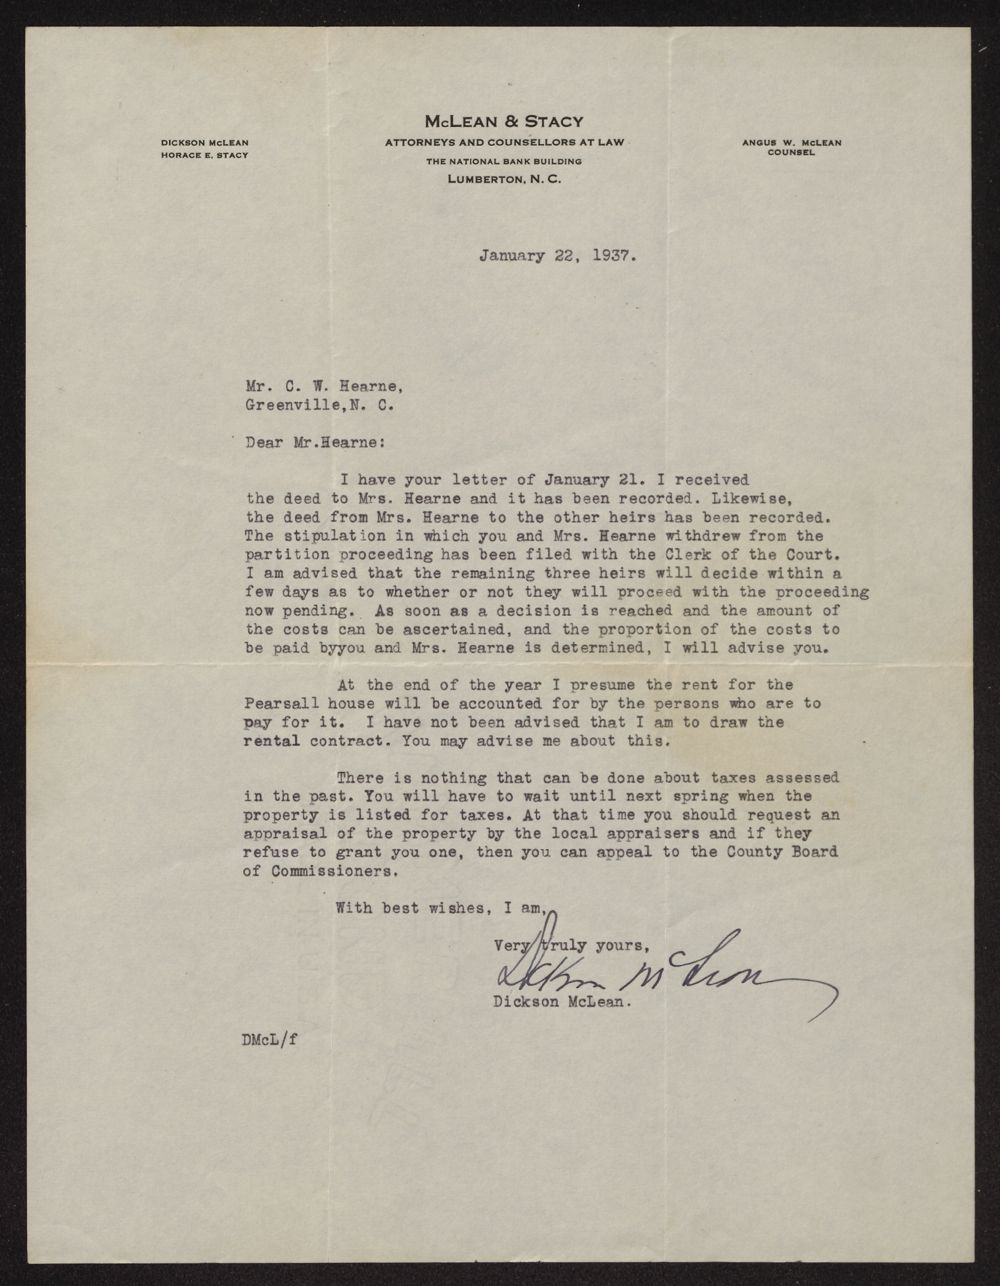 McLEAN & STACY
DICKSON McLEAN
HORACE E. STACY
ATTORNEYS AND COUNSELLORS AT LAW
THE NATIONAL BANK BUILDING
LUMBERTON, N. C.
ANGUS W. McLEAN
COUNSEL
January 22, 1937.
Mr. C. W. Hearne,
Greenville,N. C.
Dear Mr.Hearne:
I have your letter of January 21. I received
the deed to Mrs. Hearne and it has been recorded. Likewise,
the deed from Mrs. Hearne to the other heirs has been recorded.
The stipulation in which you and Mrs. Hearne withdrew from the
partition proceeding has been filed with the Clerk of the Court.
I am advised that the remaining three heirs will decide within a
few days as to whether or not they will proceed with the proceeding
now pending. As soon as a decision is reached and the amount of
the costs can be ascertained, and the proportion of the costs to
be paid byyou and Mrs. Hearne is determined, I will advise you.
At the end of the year I presume the rent for the
Pearsall house will be accounted for by the persons who are to
pay for it. I have not been advised that I am to draw the
rental contract. You may advise me about this.
There is nothing that can be done about taxes assessed
in the past. You will have to wait until next spring when the
property is listed for taxes. At that time you should request an
appraisal of the property by the local appraisers and if they
refuse to grant you one, then you can appeal to the County Board
of Commissioners.
With best wishes, I am,
Very truly yours,
Dickson McLean
Dickson McLean.
DMcL/f